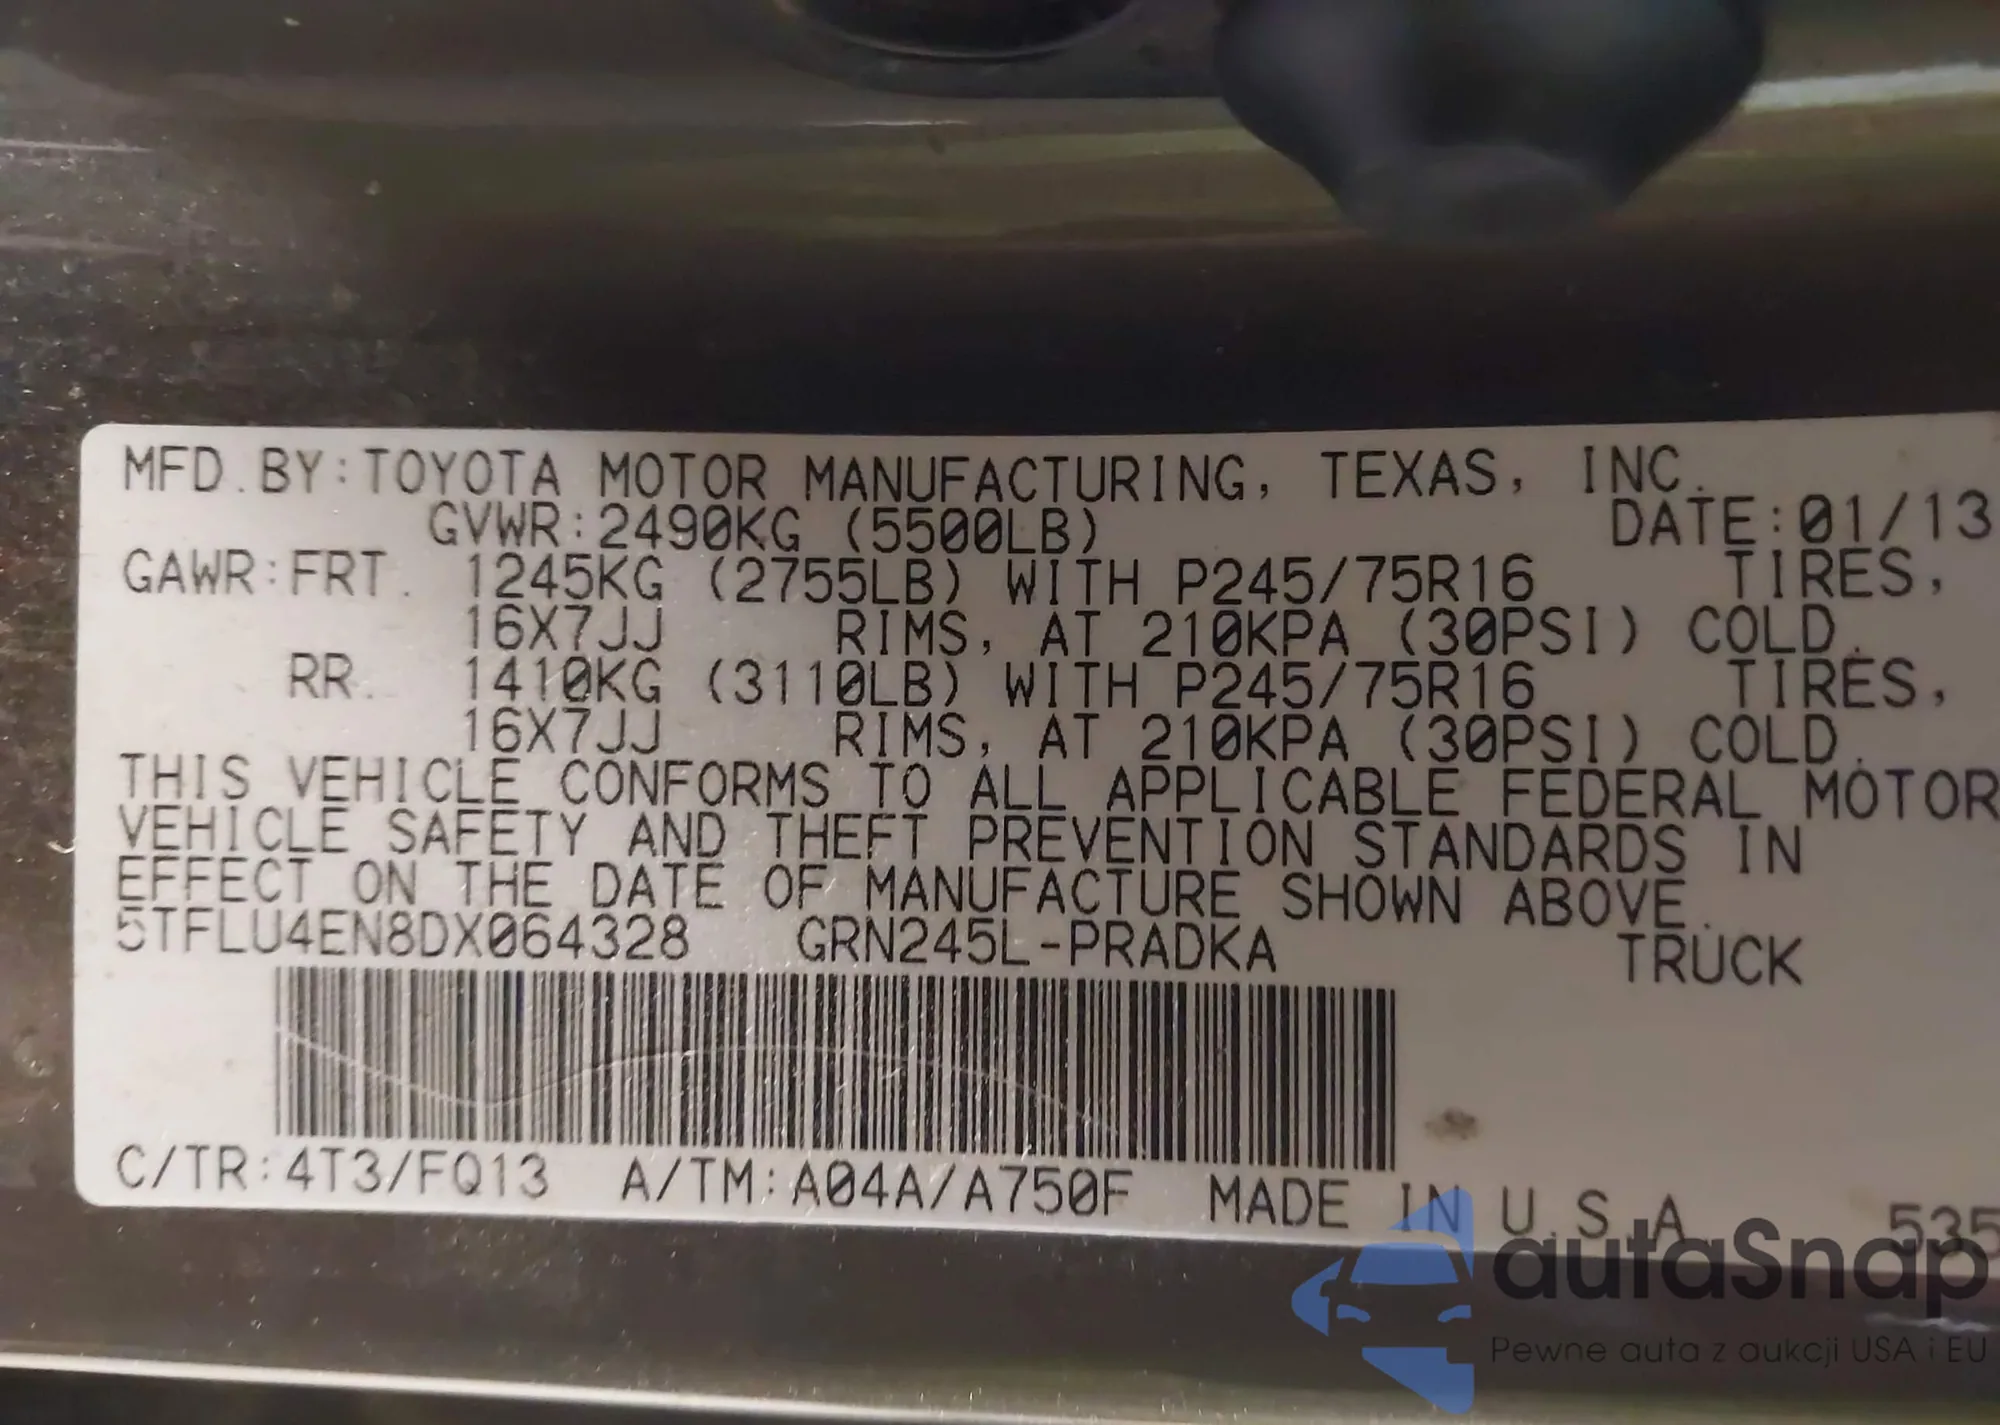 MFD.BY:TOYOTA MOTOR MANUFACTURING, TEXAS, INC.
GVWR:2490KG (5500LB) DATE:01/13
GAWR:FRT. 1245KG (2755LB) WITH P245/75R16 TIRES,
16X7JJ RIMS, AT 210KPA (30PSI) COLD.
RR. 1410KG (3110LB) WITH P245/75R16 TIRES,
16X7JJ RIMS, AT 210KPA (30PSI) COLD.
THIS VEHICLE CONFORMS TO ALL APPLICABLE FEDERAL MOTOR
VEHICLE SAFETY AND THEFT PREVENTION STANDARDS IN
EFFECT ON THE DATE OF MANUFACTURE SHOWN ABOVE.
5TFLU4EN8DX064328 GRN245L-PRADKA TRUCK
C/TR:4T3/FQ13 A/TM:A04A/A750F MADE IN U.S.A. 535
autaSnap
Pewne auta z aukcji USA i EU